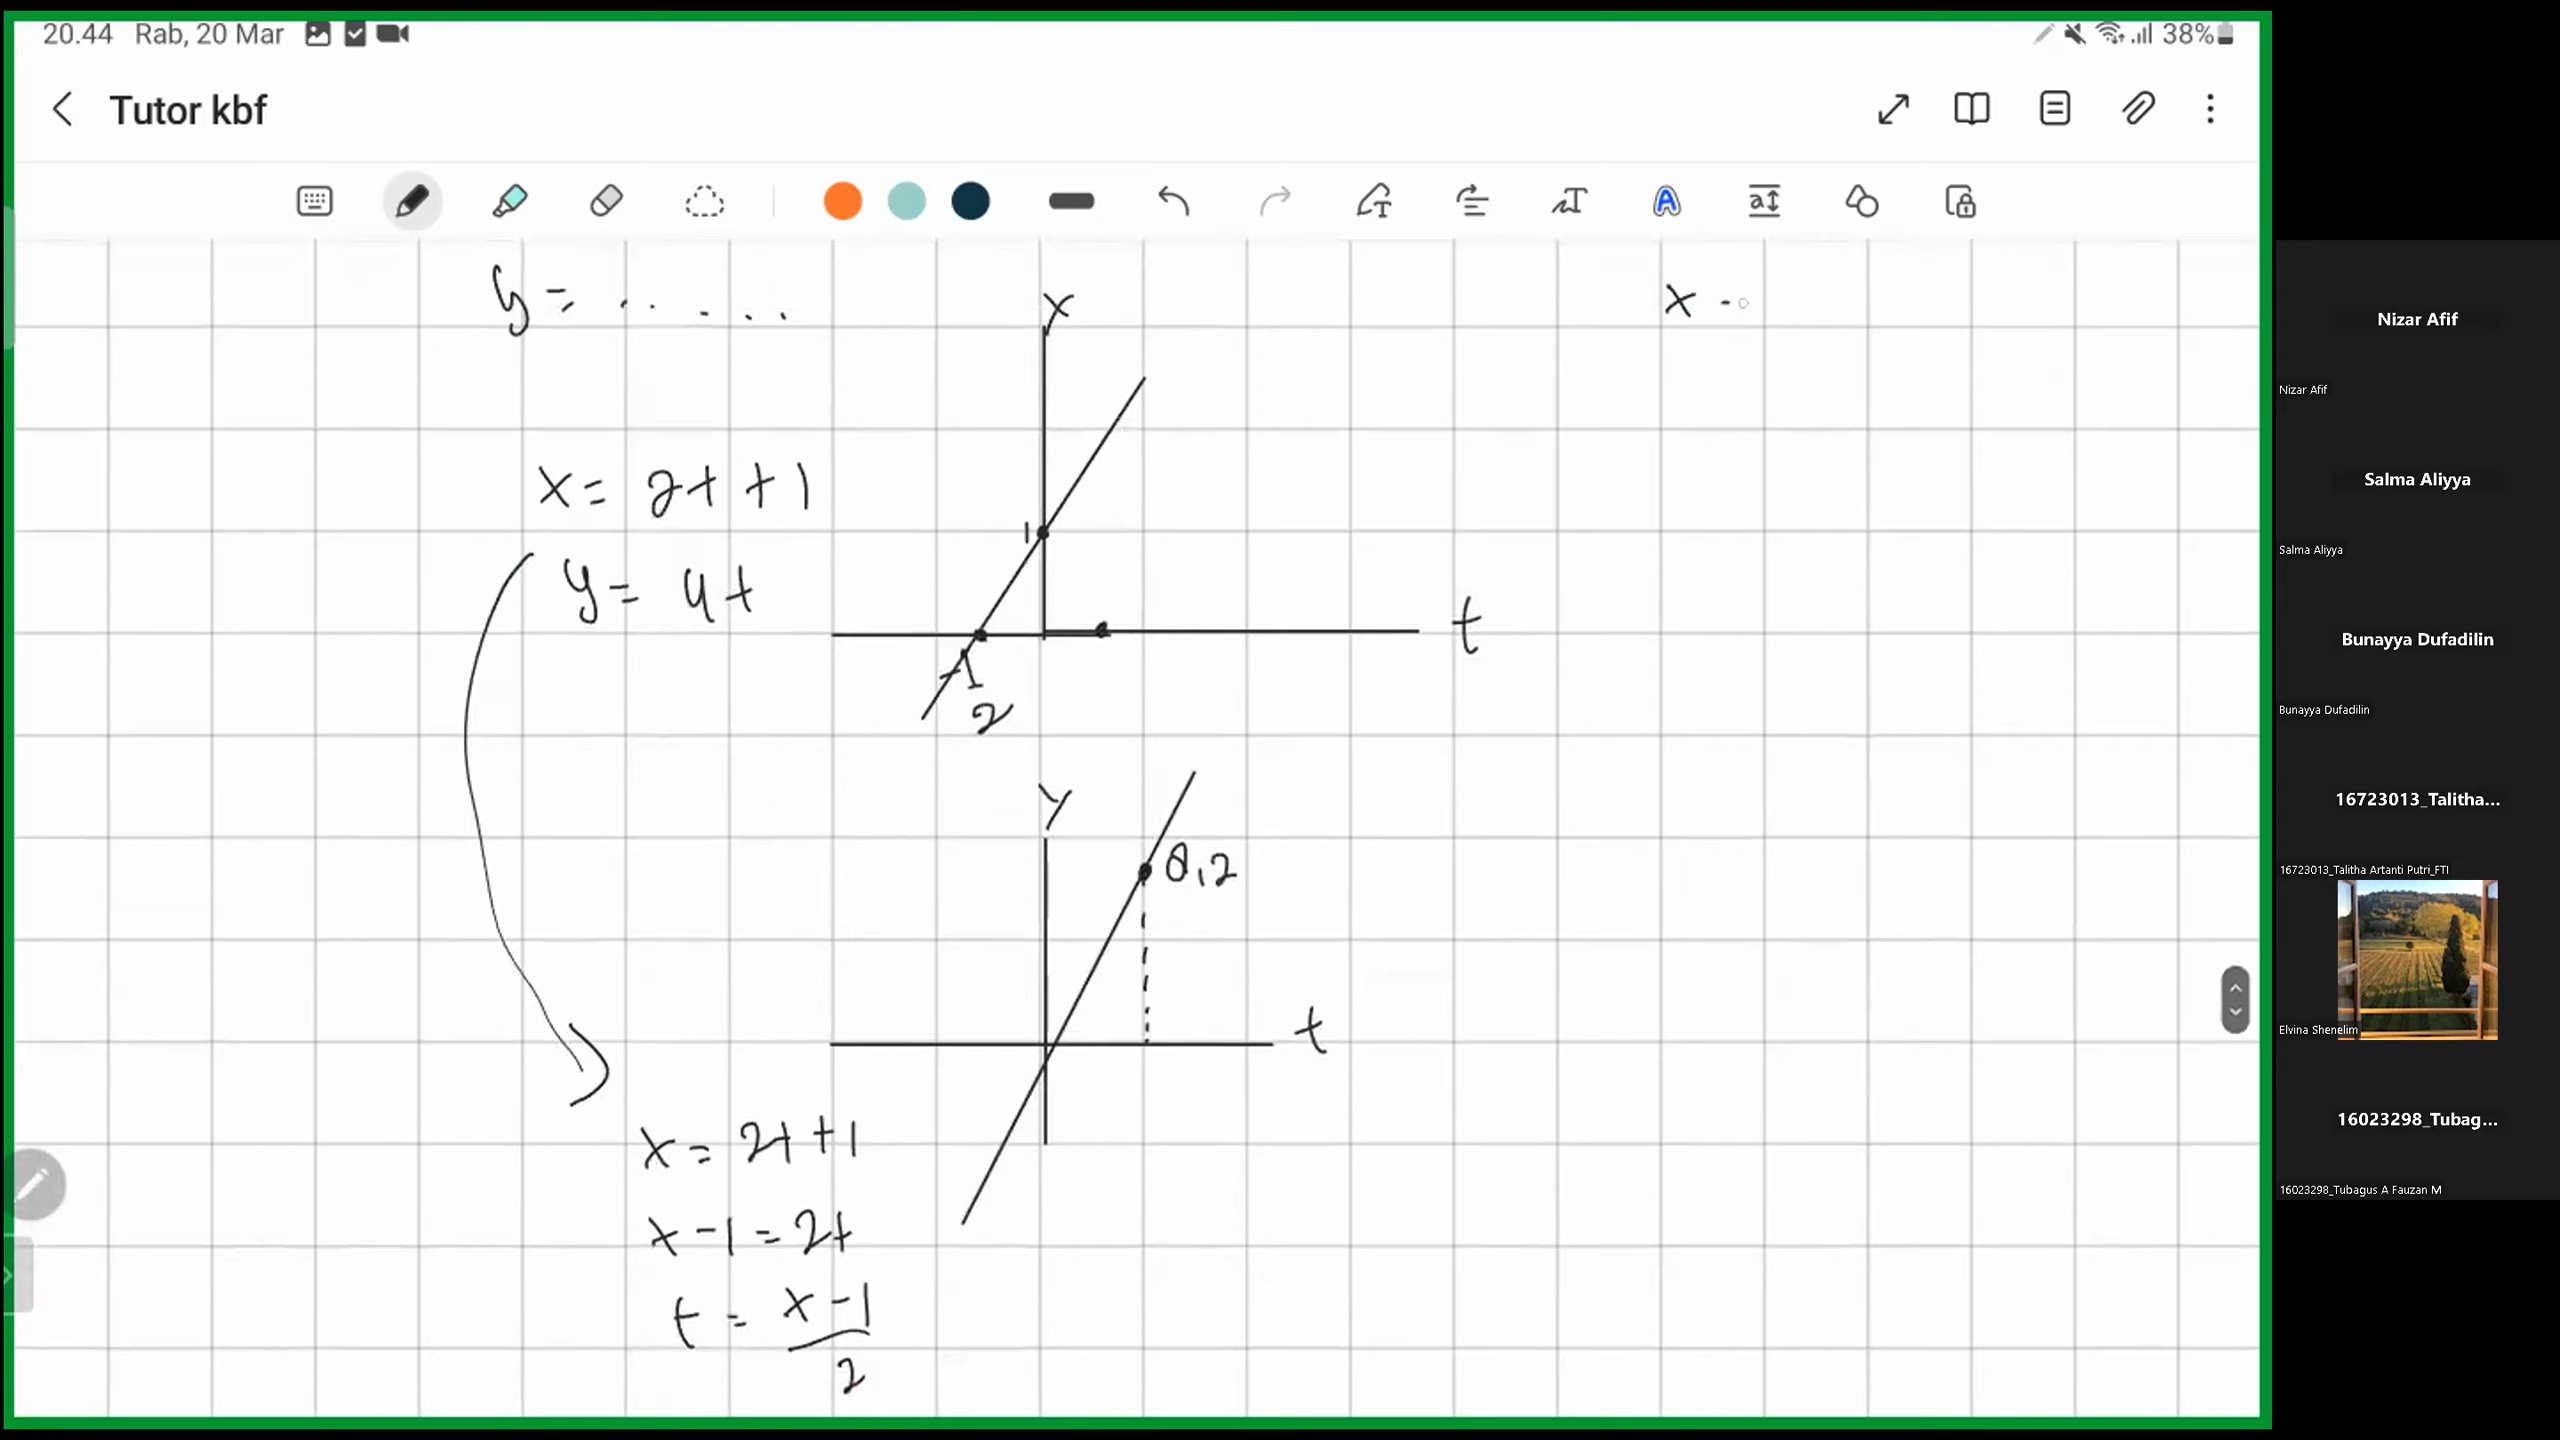 20.44 Rab, 20 Mar
38%
Tutor kbf
y = . . . . .
x -
x
x = 2t + 1
y = 4t
1
t
-1
2
y
8,2
t
x = 2t + 1
x - 1 = 2t
t = x - 1
2
Nizar Afif
Nizar Afif
Salma Aliyya
Salma Aliyya
Bunayya Dufadilin
Bunayya Dufadilin
16723013_Talitha...
16723013_Talitha Artanti Putri_FTI
Elvina Shenelim
16023298_Tubag...
16023298_Tubagus A Fauzan M